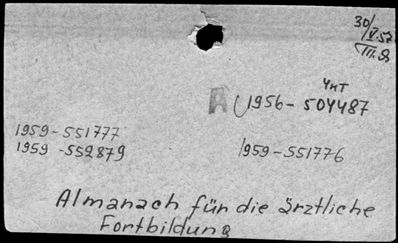 30/
V.57
III.8
ЧиТ
А 1956-504487
1959-551777
1959-552879
1959-551776
Almanach für die ärztliche
Fortbildung